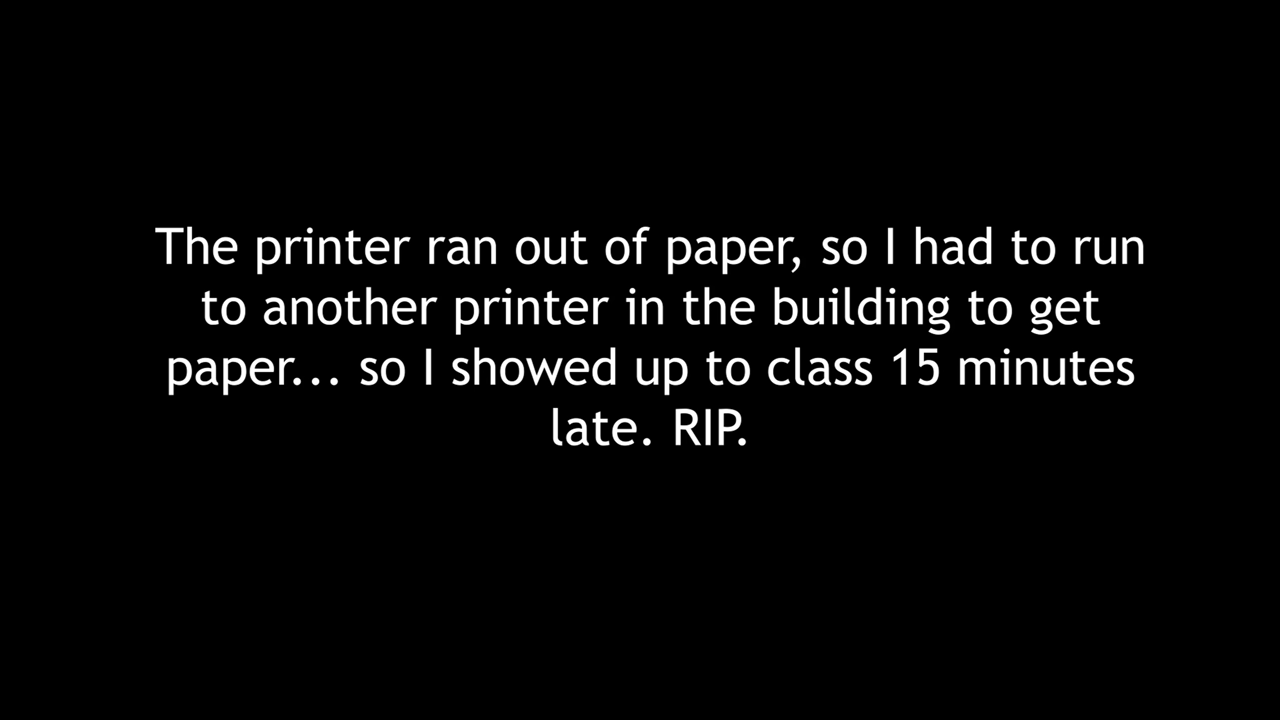 The printer ran out of paper, so I had to run
to another printer in the building to get
paper... so I showed up to class 15 minutes
late. RIP.